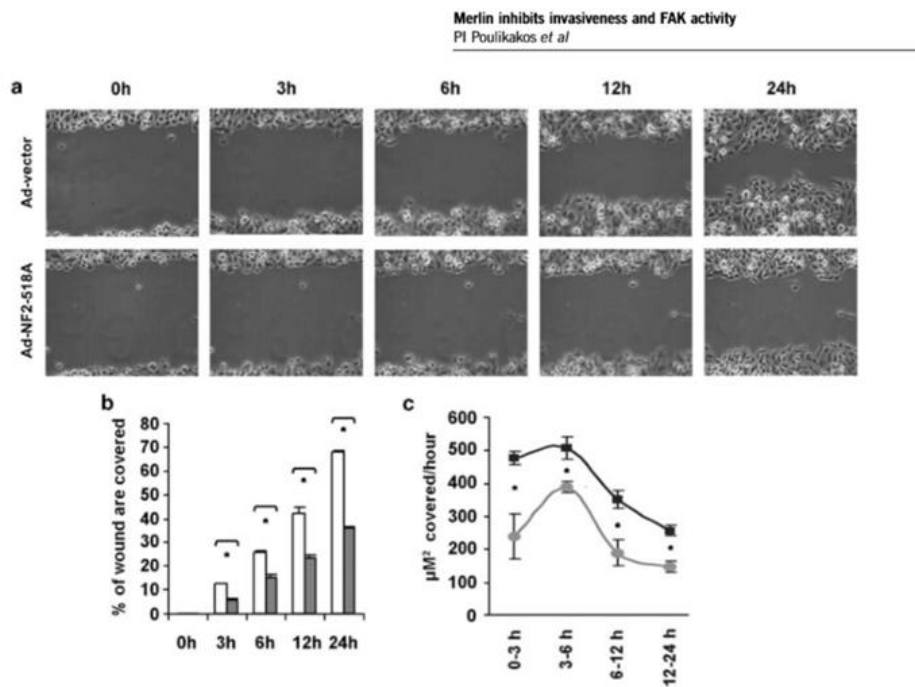 Merlin inhibits invasiveness and FAK activity
PI Poulikakos et al
a
0h 3h 6h 12h 24h
Ad-vector
Ad-NF2-518A
b
% of wound are covered
80
70
60
50
40
30
20
10
0
0h 3h 6h 12h 24h
* * * *
c
µM² covered/hour
600
500
400
300
200
100
0
0-3 h
3-6 h
6-12 h
12-24 h
* * * *